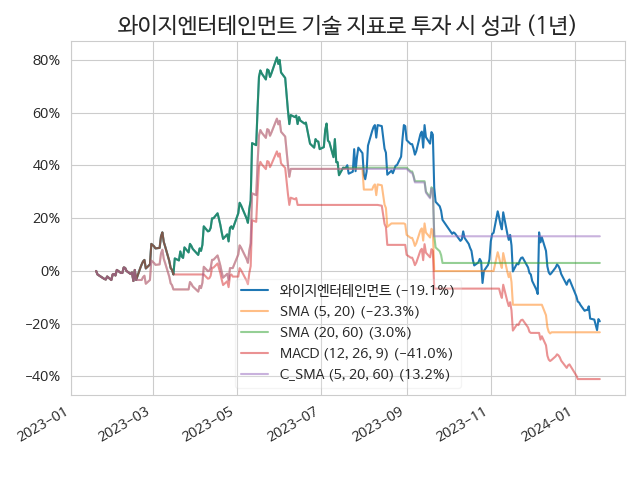 와이지엔터테인먼트 기술 지표로 투자 시 성과 (1년)
80%
60%
40%
20%
0%
−20%
−40%
와이지엔터테인먼트 (−19.1%)
SMA (5, 20) (−23.3%)
SMA (20, 60) (3.0%)
MACD (12, 26, 9) (−41.0%)
C_SMA (5, 20, 60) (13.2%)
2023−01
2023−03
2023−05
2023−07
2023−09
2023−11
2024−01